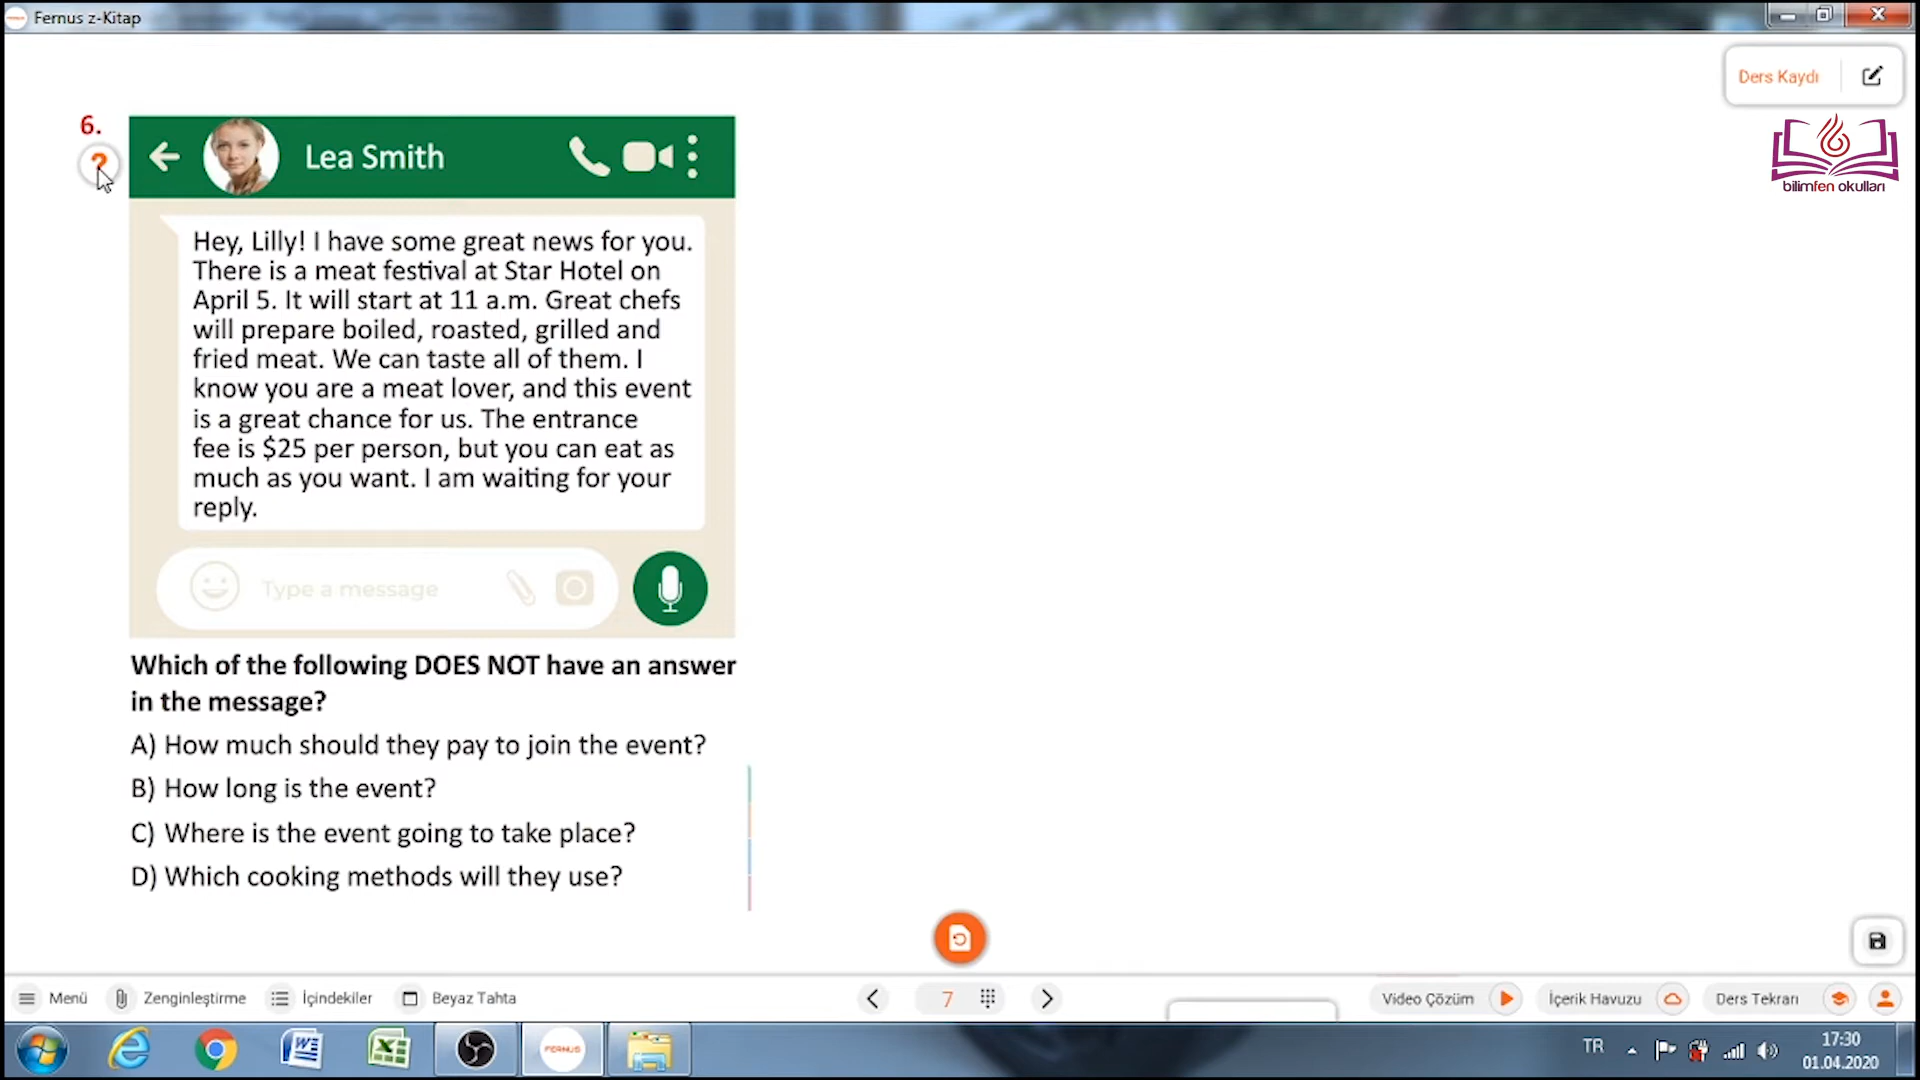 Fernus z-Kitap
Ders Kaydı
bilimfen okulları
6.
Lea Smith
Hey, Lilly! I have some great news for you.
There is a meat festival at Star Hotel on
April 5. It will start at 11 a.m. Great chefs
will prepare boiled, roasted, grilled and
fried meat. We can taste all of them. I
know you are a meat lover, and this event
is a great chance for us. The entrance
fee is $25 per person, but you can eat as
much as you want. I am waiting for your
reply.
Type a message
Which of the following DOES NOT have an answer
in the message?
A) How much should they pay to join the event?
B) How long is the event?
C) Where is the event going to take place?
D) Which cooking methods will they use?
Menü Zenginleştirme İçindekiler Beyaz Tahta 7 Video Çözüm İçerik Havuzu Ders Tekrarı
FERNUS
TR
17:30
01.04.2020